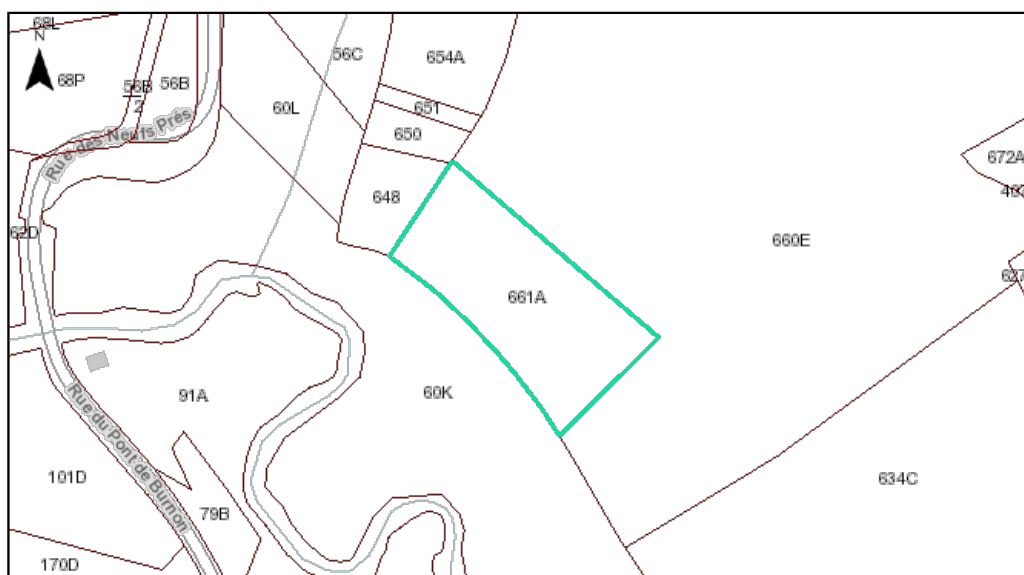 68L
N
56C
654A
68P
56B
2
56B
651
60L
650
Rue des Neufs Prés
672A
648
62D
660E
661A
91A
60K
Rue du Pont de Burnon
101D
634C
79B
170D